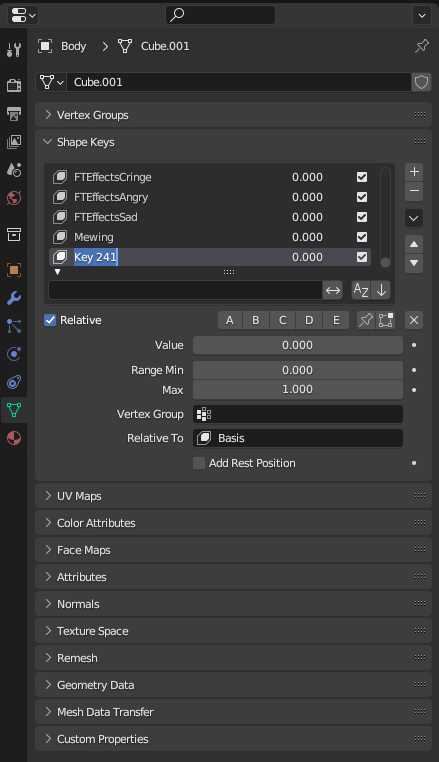 Body > Cube.001
Cube.001
Vertex Groups
Shape Keys
FTEffectsCringe 0.000
FTEffectsAngry 0.000
FTEffectsSad 0.000
Mewing 0.000
Key 241 0.000
AZ
Relative A B C D E
Value 0.000
Range Min 0.000
Max 1.000
Vertex Group
Relative To Basis
Add Rest Position
UV Maps
Color Attributes
Face Maps
Attributes
Normals
Texture Space
Remesh
Geometry Data
Mesh Data Transfer
Custom Properties